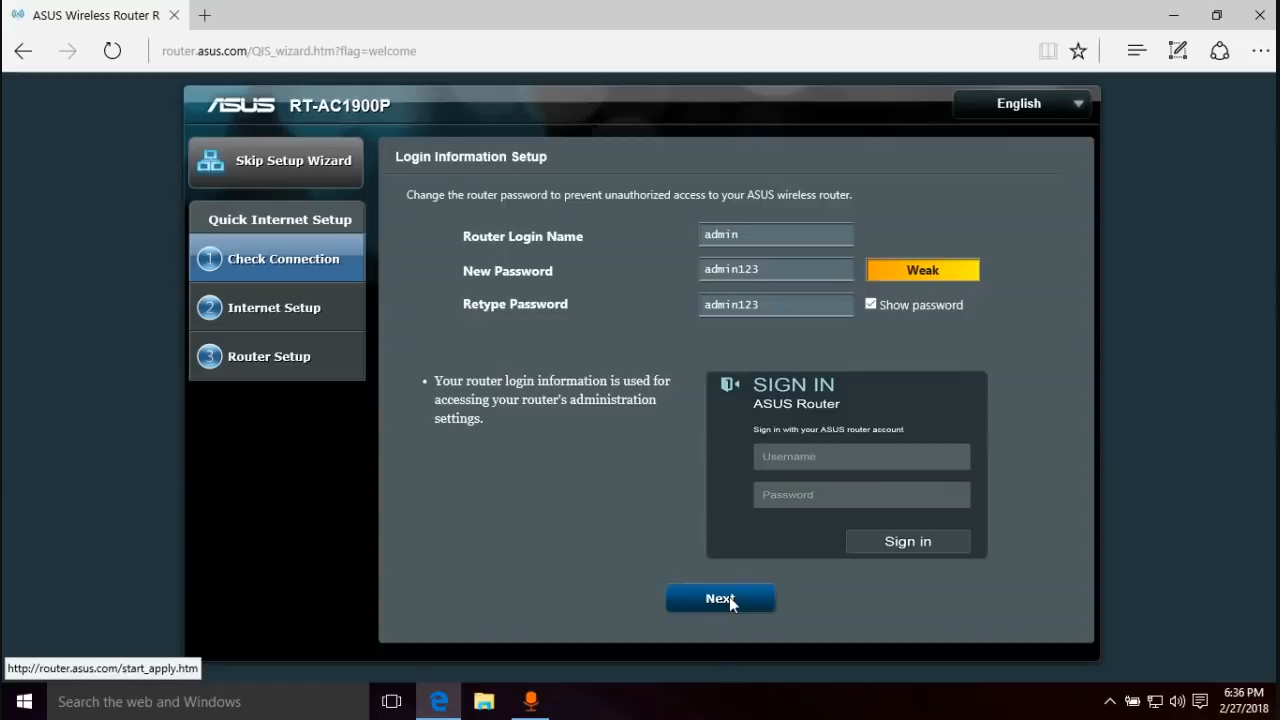 ASUS Wireless Router R
router.asus.com/QIS_wizard.htm?flag=welcome
ASUS RT-AC1900P
English
Skip Setup Wizard
Quick Internet Setup
1 Check Connection
2 Internet Setup
3 Router Setup
Login Information Setup
Change the router password to prevent unauthorized access to your ASUS wireless router.
Router Login Name admin
New Password admin123 Weak
Retype Password admin123 Show password
Your router login information is used for
accessing your router's administration
settings.
SIGN IN
ASUS Router
Sign in with your ASUS router account
Username
Password
Sign in
Next
http://router.asus.com/start_apply.htm
Search the web and Windows
6:36 PM
2/27/2018